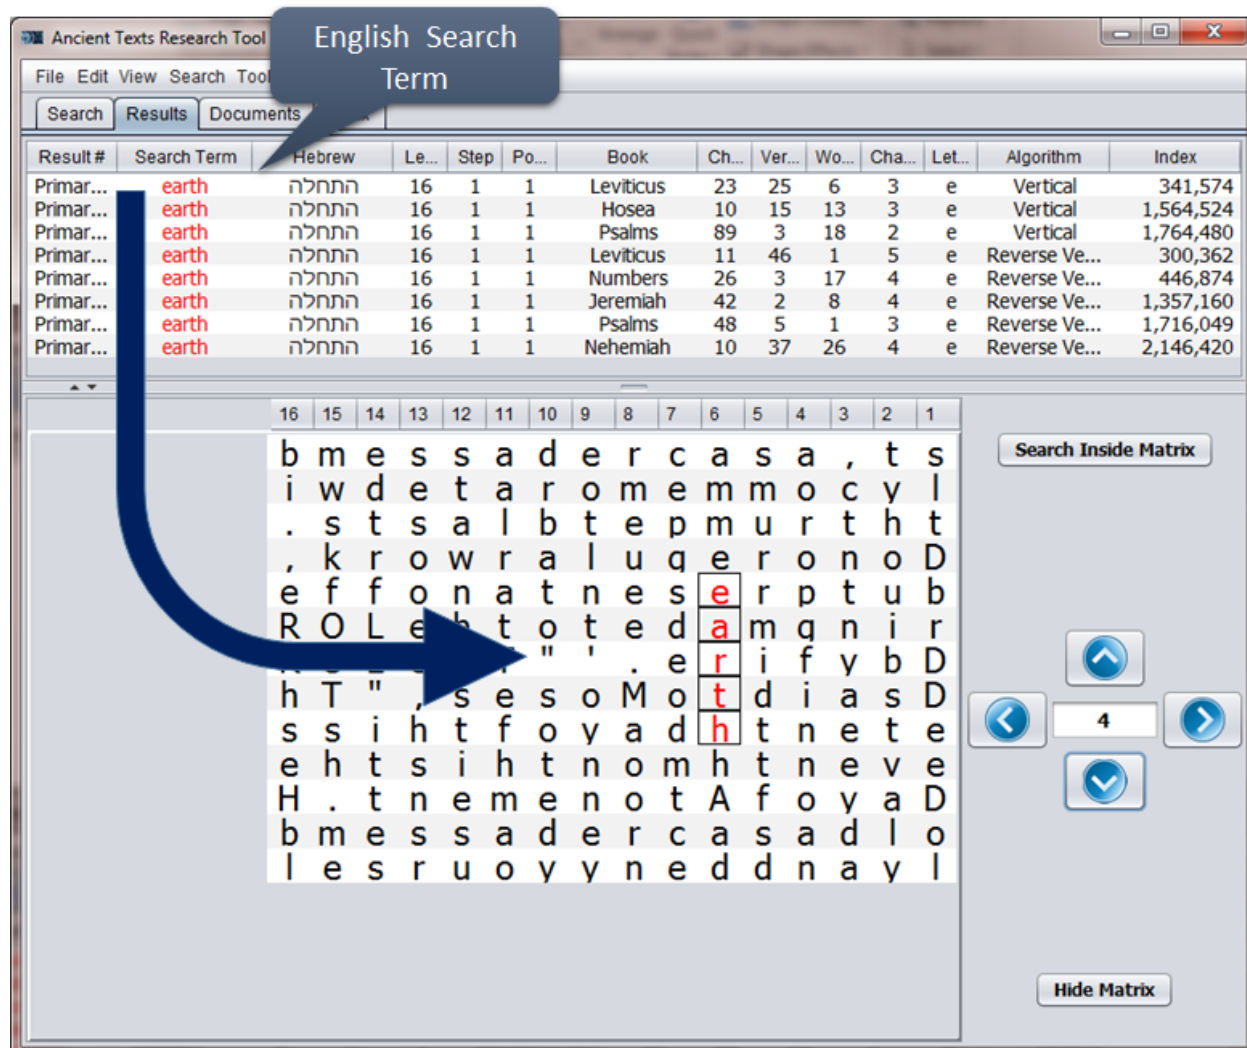 Ancient Texts Research Tool
English Search
Term
File Edit View Search
Search Results Documents
Result # Search Term Hebrew Le... Step Po... Book Ch... Ver... Wo... Cha... Let... Algorithm Index
Primar... earth התחלה 16 1 1 Leviticus 23 25 6 3 e Vertical 341,574
Primar... earth התחלה 16 1 1 Hosea 10 15 13 3 e Vertical 1,564,524
Primar... earth התחלה 16 1 1 Psalms 89 3 18 2 e Vertical 1,764,480
Primar... earth התחלה 16 1 1 Leviticus 11 46 1 5 e Reverse Ve... 300,362
Primar... earth התחלה 16 1 1 Numbers 26 3 17 4 e Reverse Ve... 446,874
Primar... earth התחלה 16 1 1 Jeremiah 42 2 8 4 e Reverse Ve... 1,357,160
Primar... earth התחלה 16 1 1 Psalms 48 5 1 3 e Reverse Ve... 1,716,049
Primar... earth התחלה 16 1 1 Nehemiah 10 37 26 4 e Reverse Ve... 2,146,420
16 15 14 13 12 11 10 9 8 7 6 5 4 3 2 1
b m e s s a d e r c a s a , t s
i w d e t a r o m e m m o c y l
. s t s a l b t e p m u r t h t
, k r o w r a l u g e r o n o D
e f f o n a t n e s e r p t u b
R O L e h t o t e d a m g n i r
" ' . e r i f y b D
h T " , s e s o M o t d i a s D
s s i h t f o y a d h t n e t e
e h t s i h t n o m h t n e v e
H . t n e m e n o t A f o y a D
b m e s s a d e r c a s a d l o
l e s r u o y y n e d d n a y l
Search Inside Matrix
4
Hide Matrix